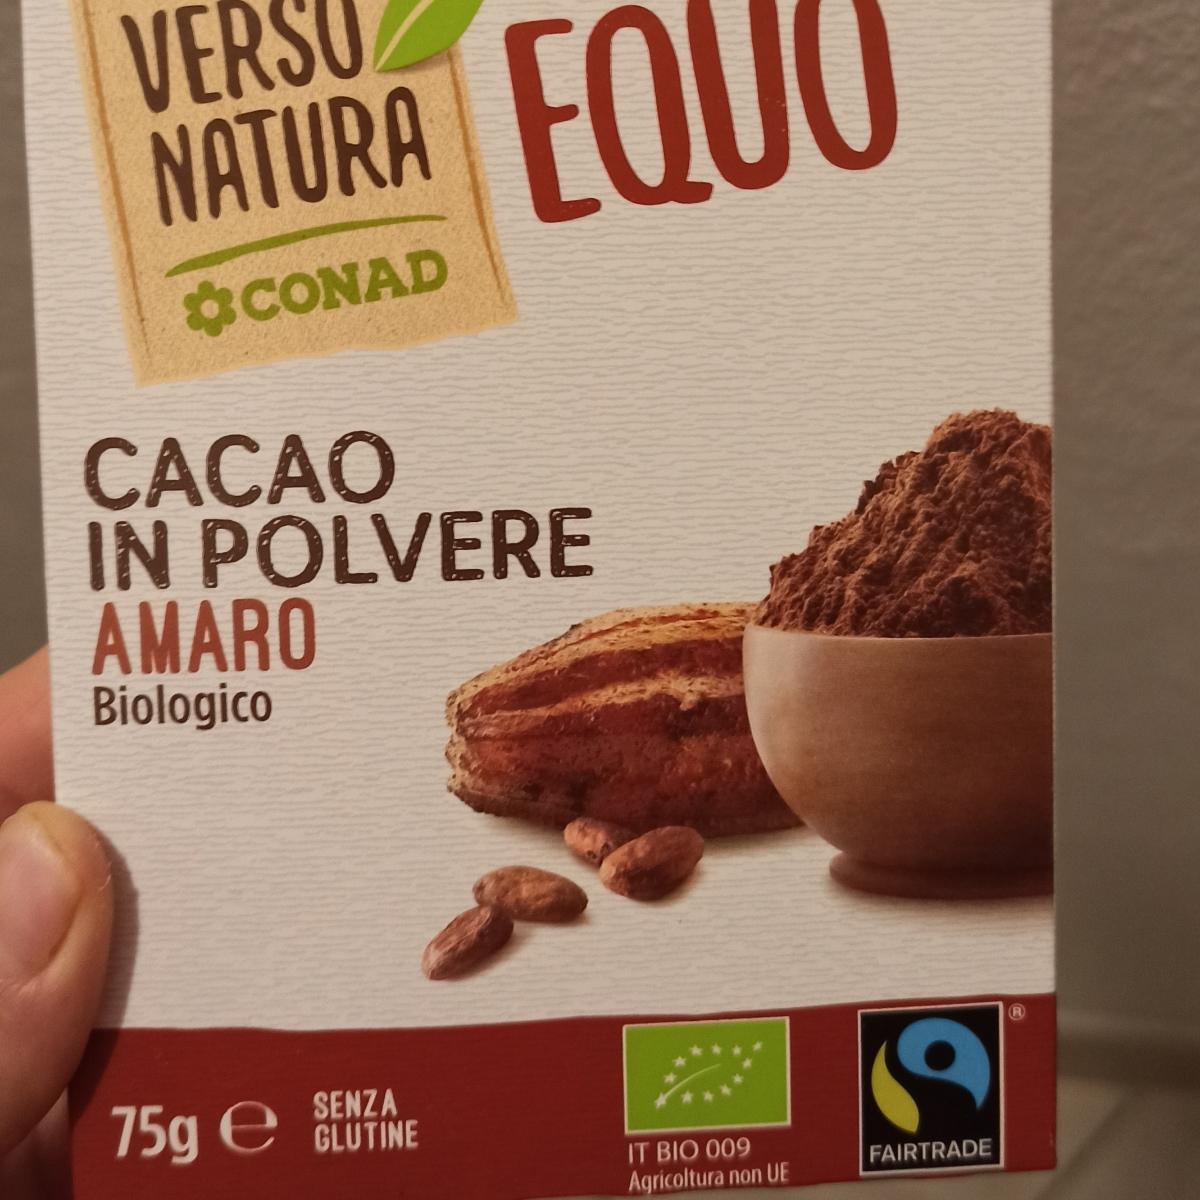 VERSO
NATURA
CONAD
EQUO
CACAO
IN POLVERE
AMARO
Biologico
75g ℮
SENZA
GLUTINE
IT BIO 009
Agricoltura non UE
FAIRTRADE
®